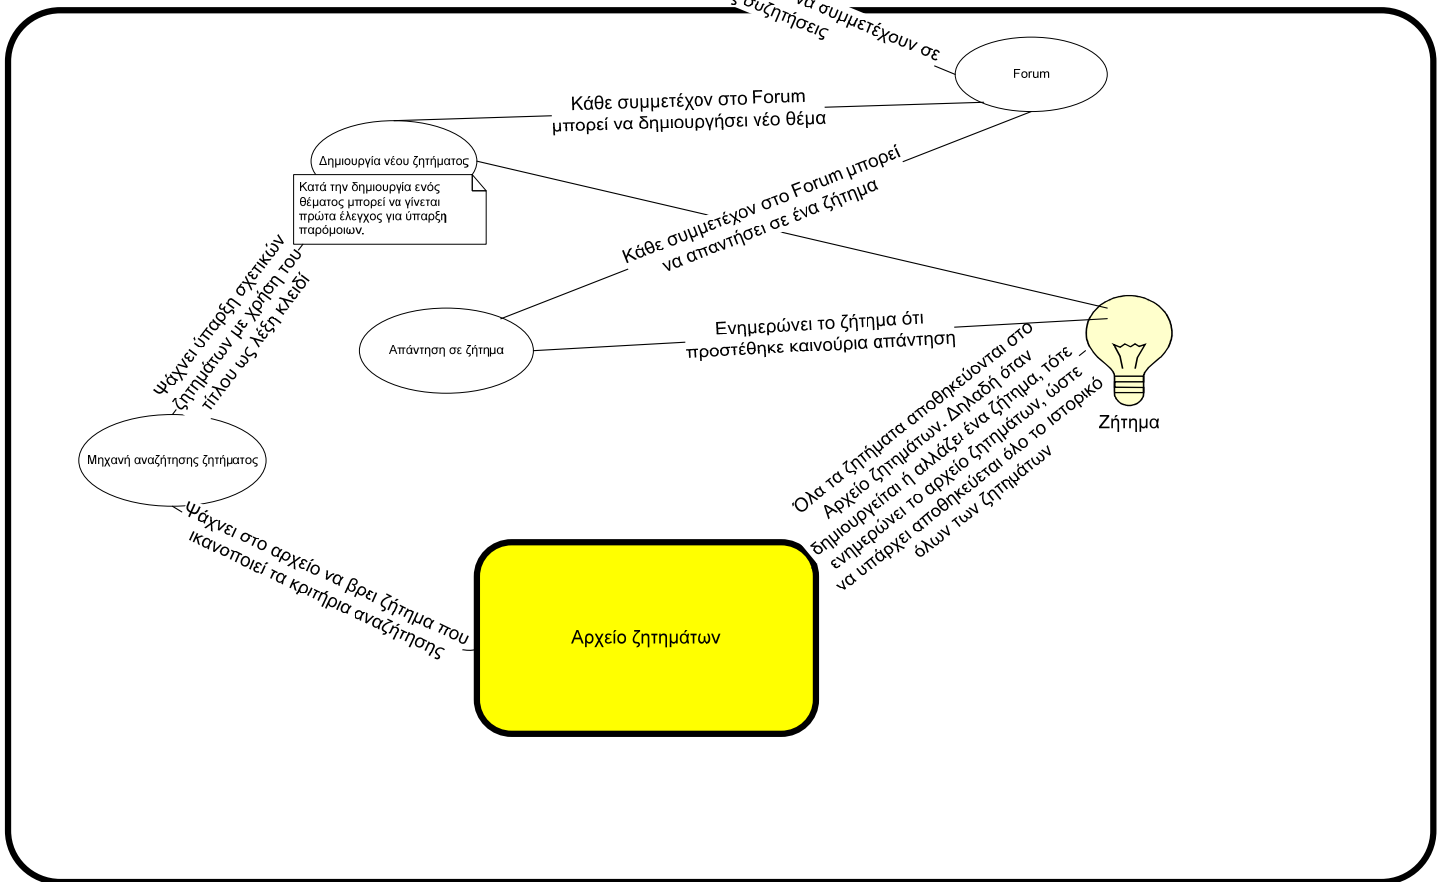 να συμμετέχουν σε
συζητήσεις
Forum
Κάθε συμμετέχον στο Forum
μπορεί να δημιουργήσει νέο θέμα
Δημιουργία νέου ζητήματος
Κατά την δημιουργία ενός
θέματος μπορεί να γίνεται
πρώτα έλεγχος για ύπαρξη
παρόμοιων.
Κάθε συμμετέχον στο Forum μπορεί
να απαντήσει σε ένα ζήτημα
Ψάχνει ύπαρξη σχετικών
ζητημάτων με χρήση του
τίτλου ως λέξη κλειδί
Απάντηση σε ζήτημα
Ενημερώνει το ζήτημα ότι
προστέθηκε καινούρια απάντηση
Ζήτημα
Όλα τα ζητήματα αποθηκεύονται στο
Αρχείο ζητημάτων. Δηλαδή όταν
δημιουργείται ή αλλάζει ένα ζήτημα, τότε
ενημερώνει το αρχείο ζητημάτων, ώστε
να υπάρχει αποθηκεύεται όλο το ιστορικό
όλων των ζητημάτων
Μηχανή αναζήτησης ζητήματος
Ψάχνει στο αρχείο να βρει ζήτημα που
ικανοποιεί τα κριτήρια αναζήτησης
Αρχείο ζητημάτων